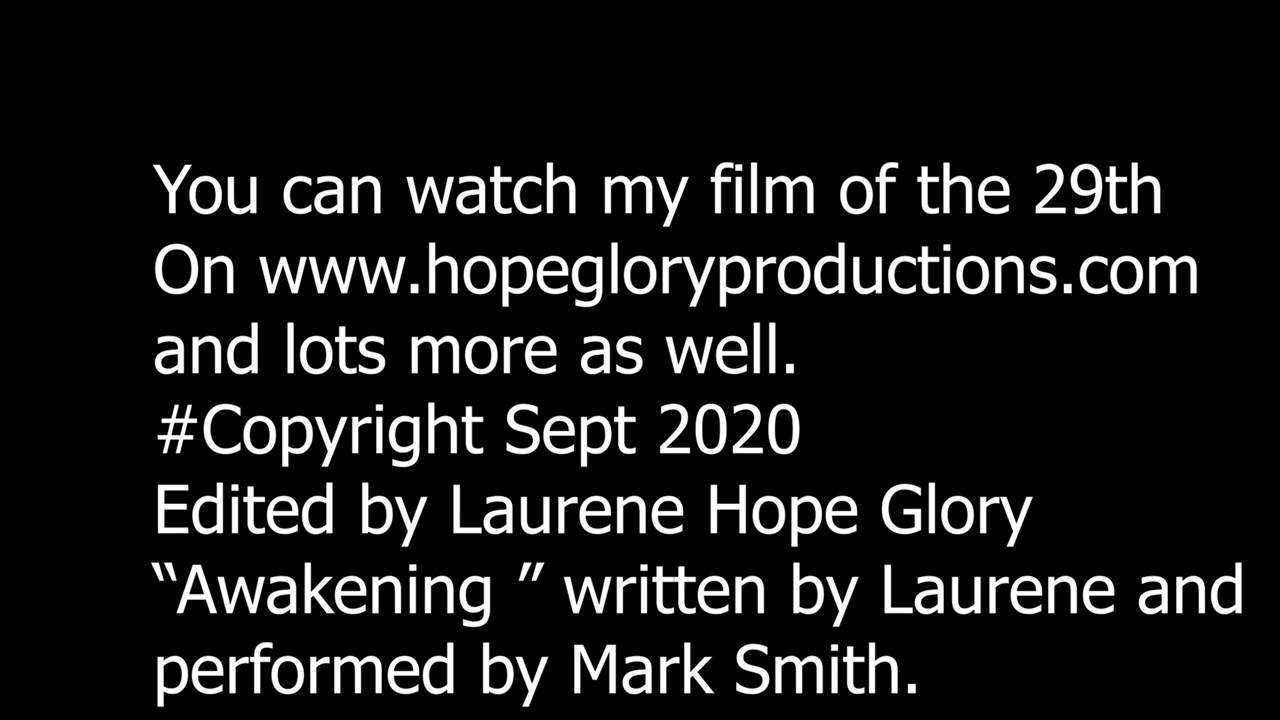 You can watch my film of the 29th
On www.hopegloryproductions.com
and lots more as well.
#Copyright Sept 2020
Edited by Laurene Hope Glory
“Awakening ” written by Laurene and
performed by Mark Smith.